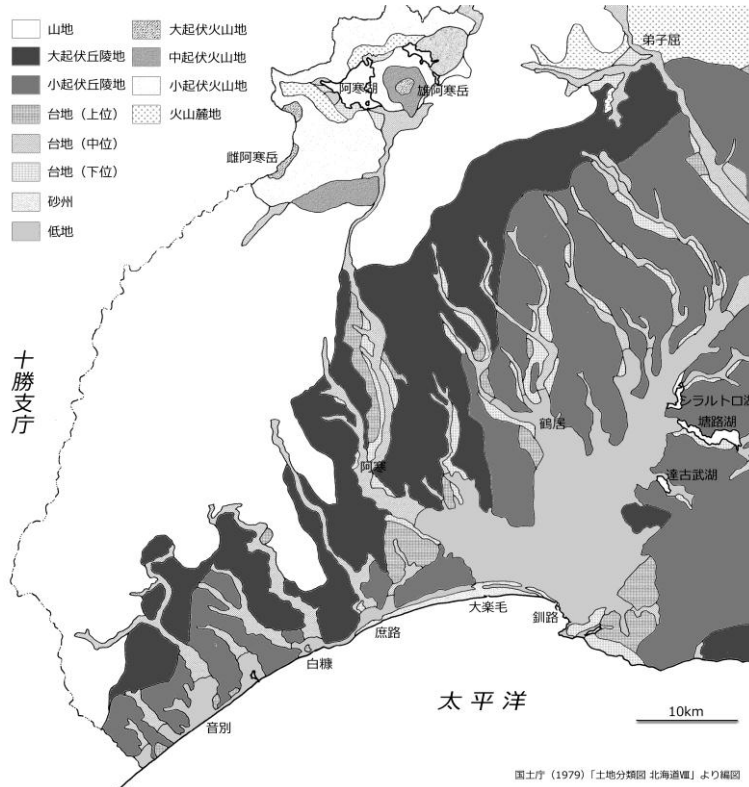 山地
大起伏丘陵地
小起伏丘陵地
台地（上位）
台地（中位）
台地（下位）
砂州
低地
大起伏火山地
中起伏火山地
小起伏火山地
火山麓地
弟子屈
阿寒湖
雄阿寒岳
雌阿寒岳
十勝支庁
シラルトロ湖
塘路湖
鶴居
阿寒
達古武湖
大楽毛
釧路
庶路
白糠
音別
太平洋
10km
国土庁（1979）「土地分類図 北海道Ⅷ」より編図